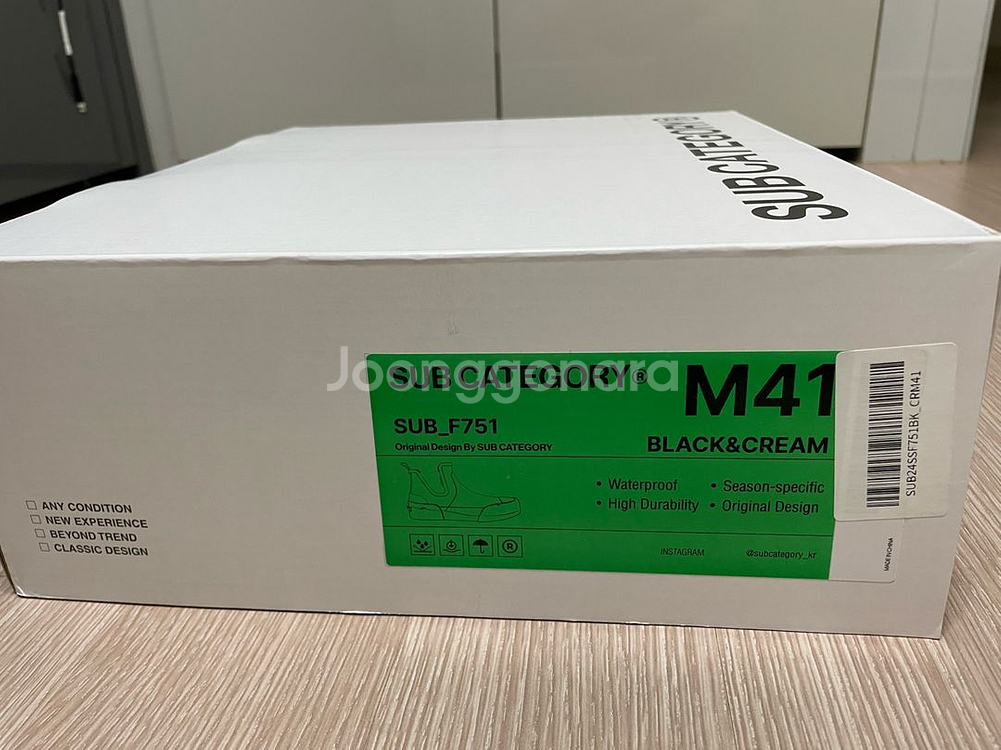 SUB CATEGORY®
Joonggonara
SUB CATEGORY®
M41
SUB_F751
Original Design By SUB CATEGORY
BLACK&CREAM
• Waterproof
• Season-specific
• High Durability
• Original Design
®
INSTAGRAM
@subcategory_kr
SUB24SSF751BK_CRM41
MADE IN CHINA
☐ ANY CONDITION
☐ NEW EXPERIENCE
☐ BEYOND TREND
☐ CLASSIC DESIGN